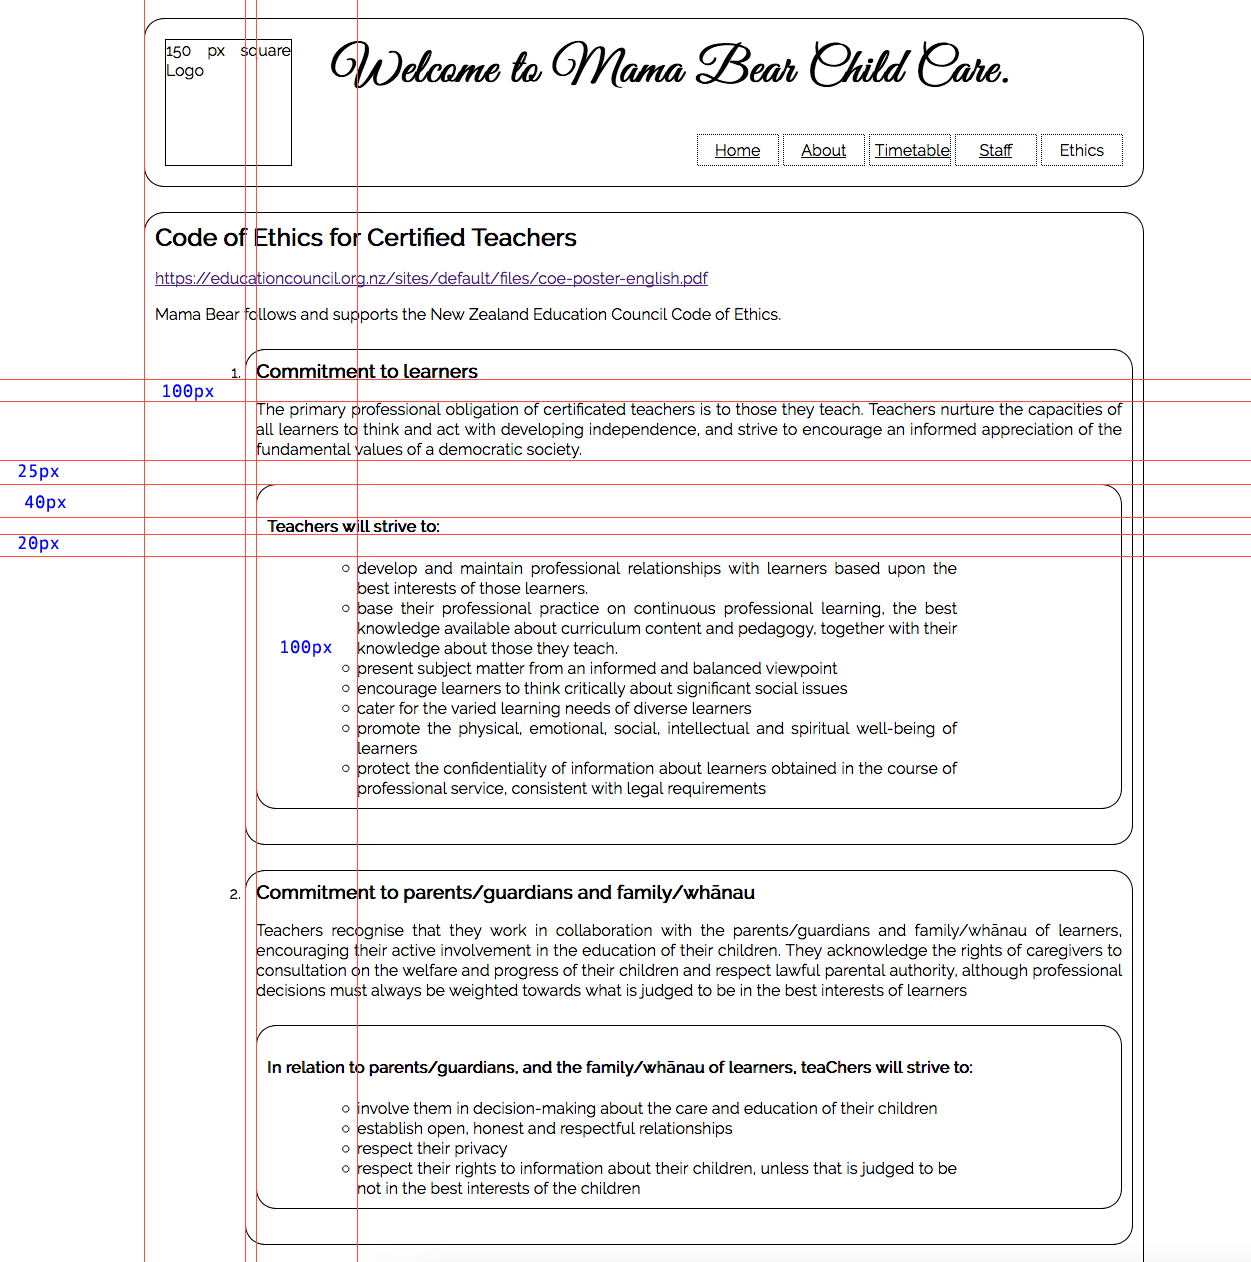 150 px square
Logo
Welcome to Mama Bear Child Care.
Home About Timetable Staff Ethics
Code of Ethics for Certified Teachers
https://educationcouncil.org.nz/sites/default/files/coe-poster-english.pdf
Mama Bear follows and supports the New Zealand Education Council Code of Ethics.
1. Commitment to learners
100px
The primary professional obligation of certificated teachers is to those they teach. Teachers nurture the capacities of
all learners to think and act with developing independence, and strive to encourage an informed appreciation of the
fundamental values of a democratic society.
25px
40px
Teachers will strive to:
20px
develop and maintain professional relationships with learners based upon the
best interests of those learners.
base their professional practice on continuous professional learning, the best
knowledge available about curriculum content and pedagogy, together with their
100px
knowledge about those they teach.
present subject matter from an informed and balanced viewpoint
encourage learners to think critically about significant social issues
cater for the varied learning needs of diverse learners
promote the physical, emotional, social, intellectual and spiritual well-being of
learners
protect the confidentiality of information about learners obtained in the course of
professional service, consistent with legal requirements
2. Commitment to parents/guardians and family/whānau
Teachers recognise that they work in collaboration with the parents/guardians and family/whānau of learners,
encouraging their active involvement in the education of their children. They acknowledge the rights of caregivers to
consultation on the welfare and progress of their children and respect lawful parental authority, although professional
decisions must always be weighted towards what is judged to be in the best interests of learners
In relation to parents/guardians, and the family/whānau of learners, teaChers will strive to:
involve them in decision-making about the care and education of their children
establish open, honest and respectful relationships
respect their privacy
respect their rights to information about their children, unless that is judged to be
not in the best interests of the children